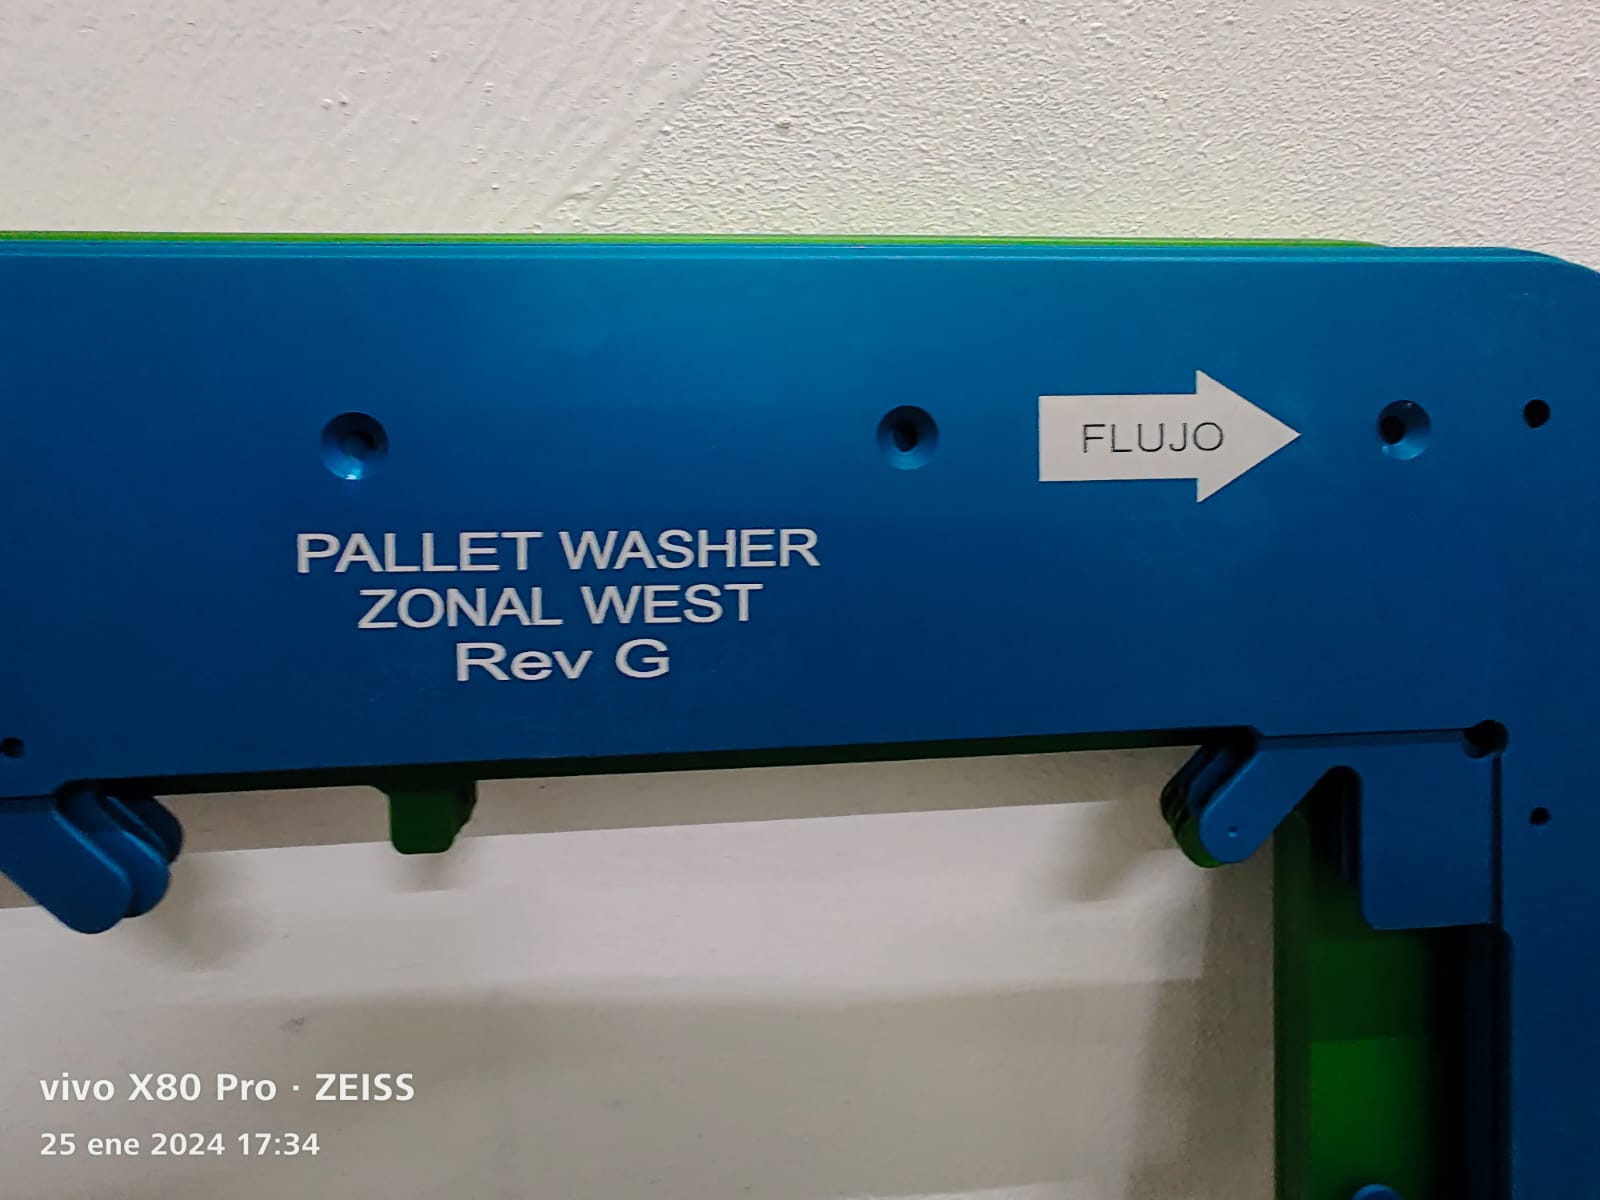 FLUJO
PALLET WASHER
ZONAL WEST
Rev G
vivo X80 Pro · ZEISS
25 ene 2024 17:34